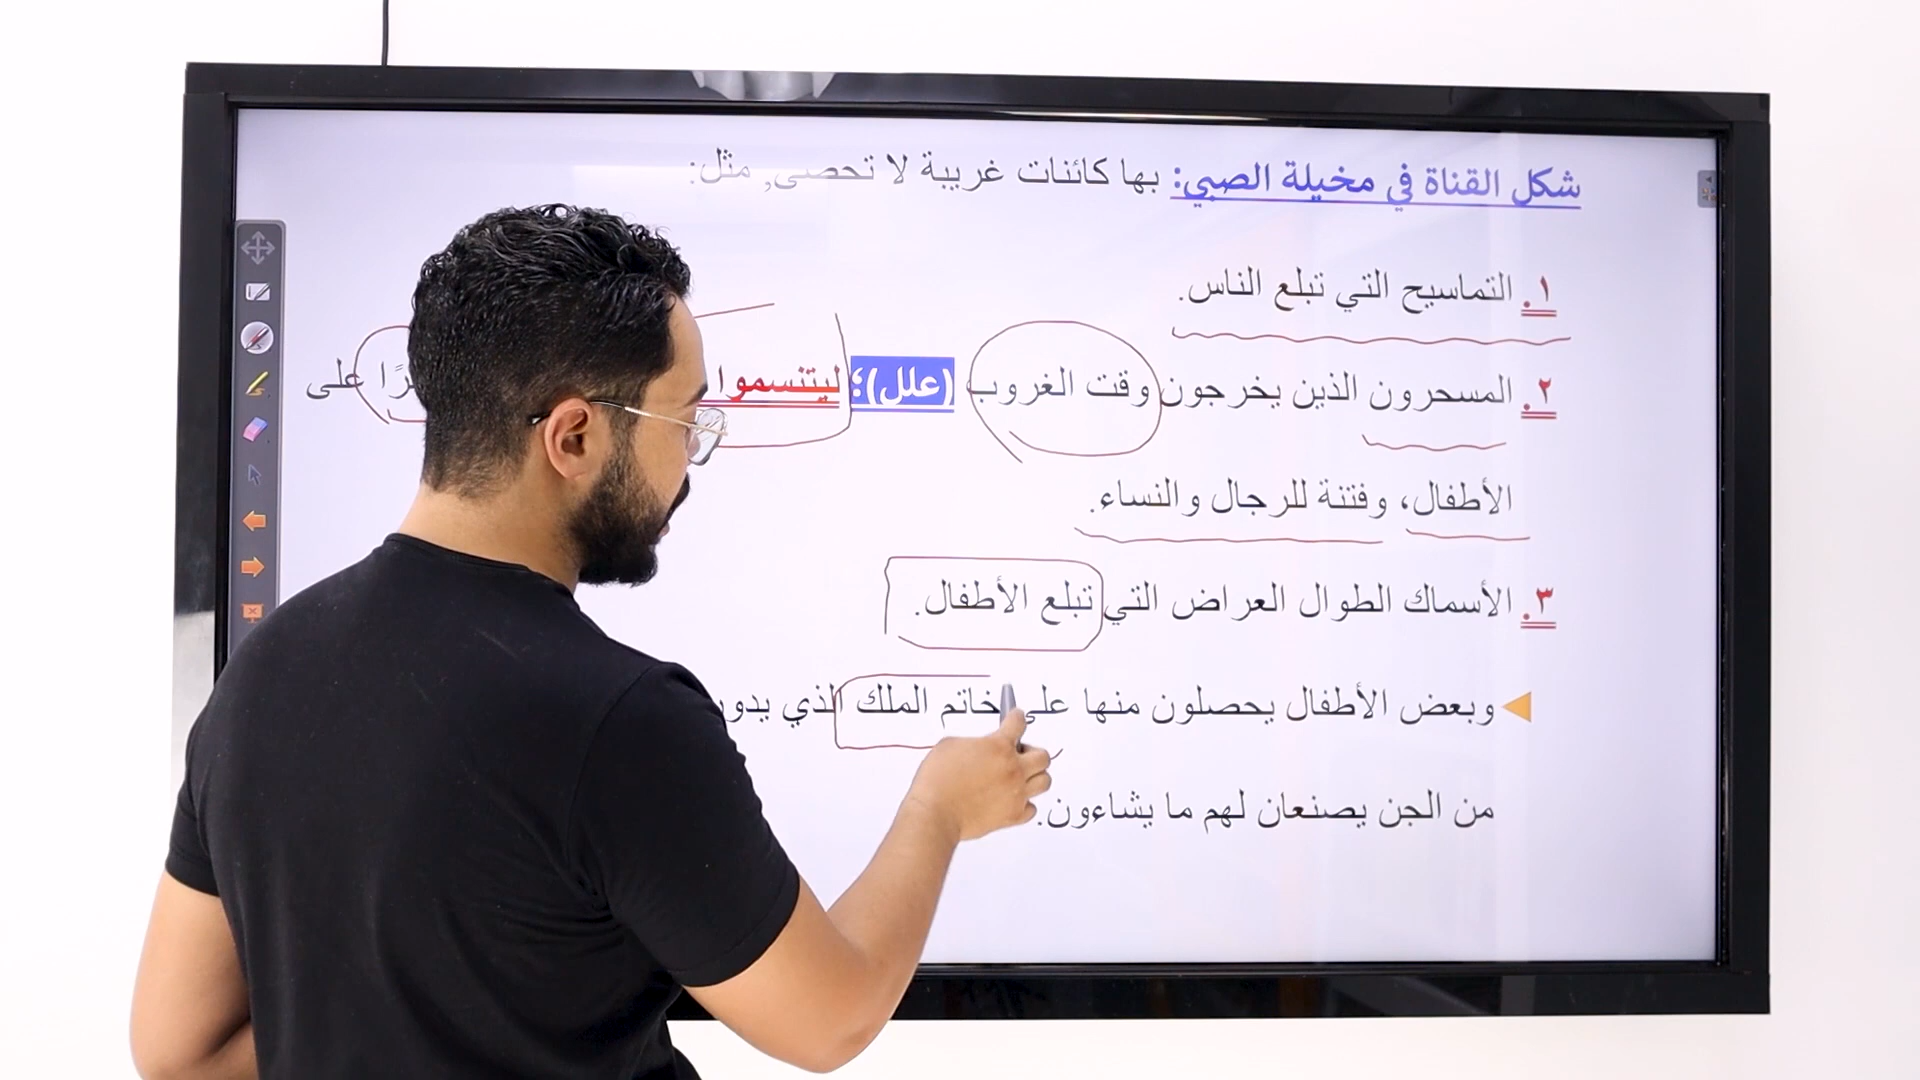 شكل القناة في مخيلة الصبي: بها كائنات غريبة لا تحصى, مثل:
١. التماسيح التي تبلع الناس.
٢. المسحرون الذين يخرجون وقت الغروب (علل)؛ ليتنسموا على
الأطفال، وفتنة للرجال والنساء.
٣. الأسماك الطوال العراض التي تبلع الأطفال.
وبعض الأطفال يحصلون منها على خاتم الملك الذي
من الجن يصنعان لهم ما يشاءون.